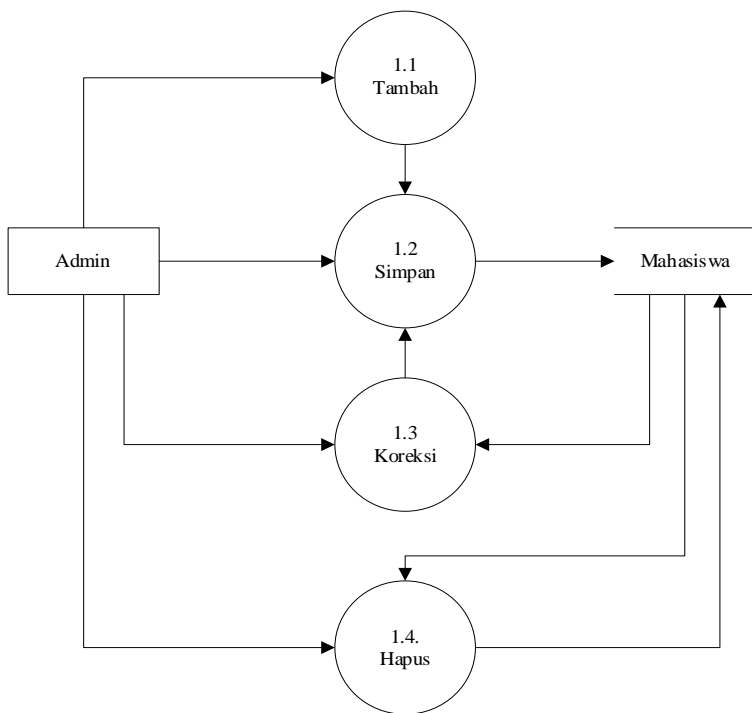 1.1
Tambah
Admin
1.2
Simpan
Mahasiswa
1.3
Koreksi
1.4.
Hapus